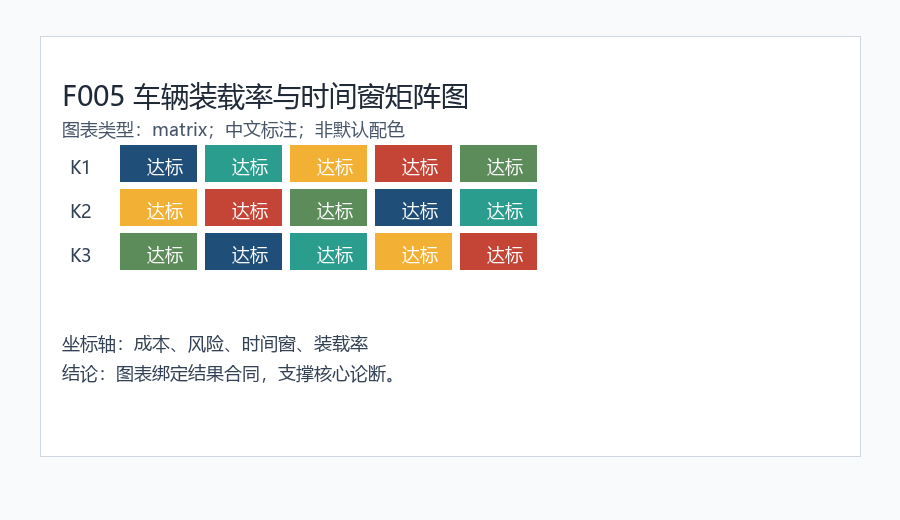 F005 车辆装载率与时间窗矩阵图
图表类型：matrix；中文标注；非默认配色
K1 达标 达标 达标 达标 达标
K2 达标 达标 达标 达标 达标
K3 达标 达标 达标 达标 达标
坐标轴：成本、风险、时间窗、装载率
结论：图表绑定结果合同，支撑核心论断。